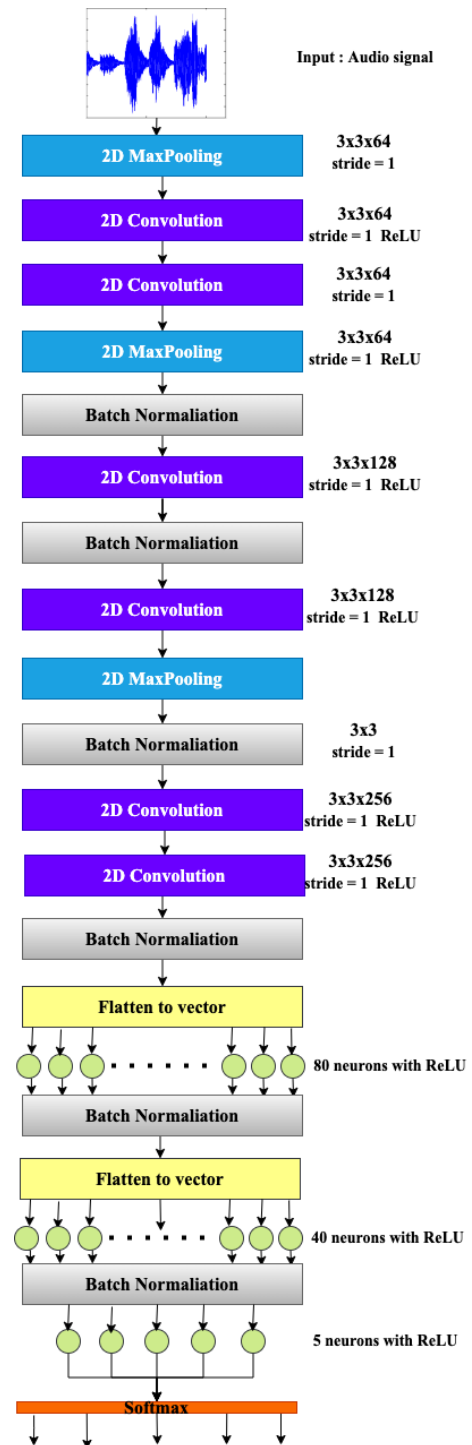 Input : Audio signal
2D MaxPooling
3x3x64
stride = 1
2D Convolution
3x3x64
stride = 1 ReLU
2D Convolution
3x3x64
stride = 1
2D MaxPooling
3x3x64
stride = 1 ReLU
Batch Normaliation
2D Convolution
3x3x128
stride = 1 ReLU
Batch Normaliation
2D Convolution
3x3x128
stride = 1 ReLU
2D MaxPooling
Batch Normaliation
3x3
stride = 1
2D Convolution
3x3x256
stride = 1 ReLU
2D Convolution
3x3x256
stride = 1 ReLU
Batch Normaliation
Flatten to vector
80 neurons with ReLU
Batch Normaliation
Flatten to vector
40 neurons with ReLU
Batch Normaliation
5 neurons with ReLU
Softmax